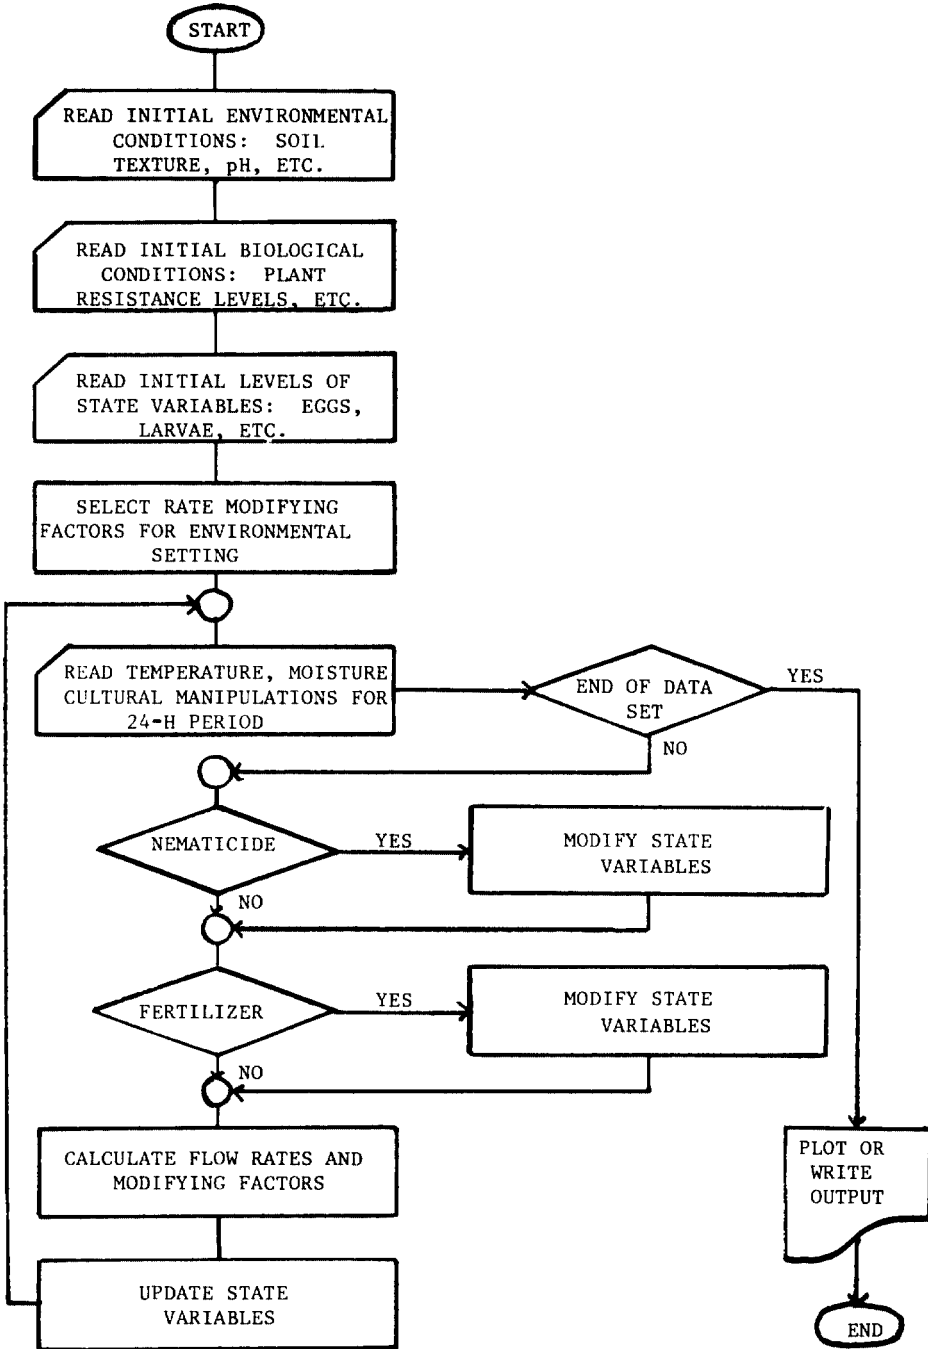 START
READ INITIAL ENVIRONMENTAL
CONDITIONS: SOIL
TEXTURE, pH, ETC.
READ INITIAL BIOLOGICAL
CONDITIONS: PLANT
RESISTANCE LEVELS, ETC.
READ INITIAL LEVELS OF
STATE VARIABLES: EGGS,
LARVAE, ETC.
SELECT RATE MODIFYING
FACTORS FOR ENVIRONMENTAL
SETTING
READ TEMPERATURE, MOISTURE
CULTURAL MANIPULATIONS FOR
24-H PERIOD
END OF DATA
SET
YES
NO
NEMATICIDE
YES
MODIFY STATE
VARIABLES
NO
FERTILIZER
YES
MODIFY STATE
VARIABLES
NO
CALCULATE FLOW RATES AND
MODIFYING FACTORS
UPDATE STATE
VARIABLES
PLOT OR
WRITE
OUTPUT
END